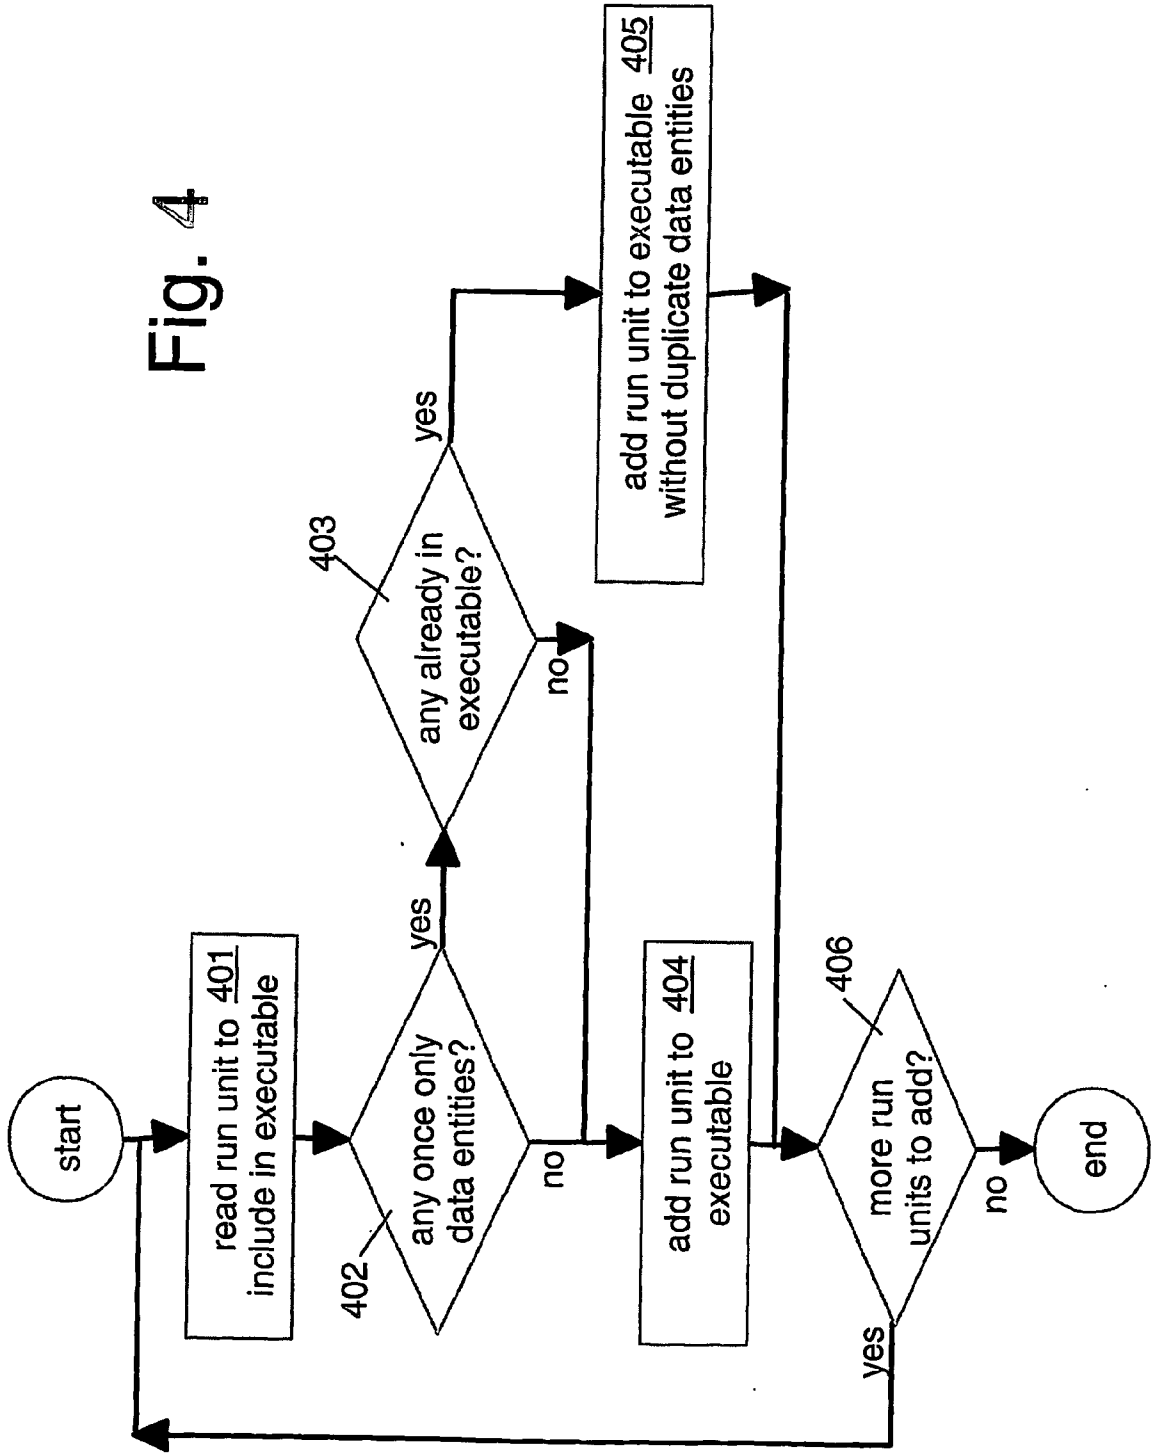 Fig. 4
start
read run unit to 401
include in executable
402
any once only
data entities?
yes
no
403
any already in
executable?
yes
no
add run unit to 404
executable
add run unit to executable 405
without duplicate data entities
406
more run
units to add?
yes
no
end